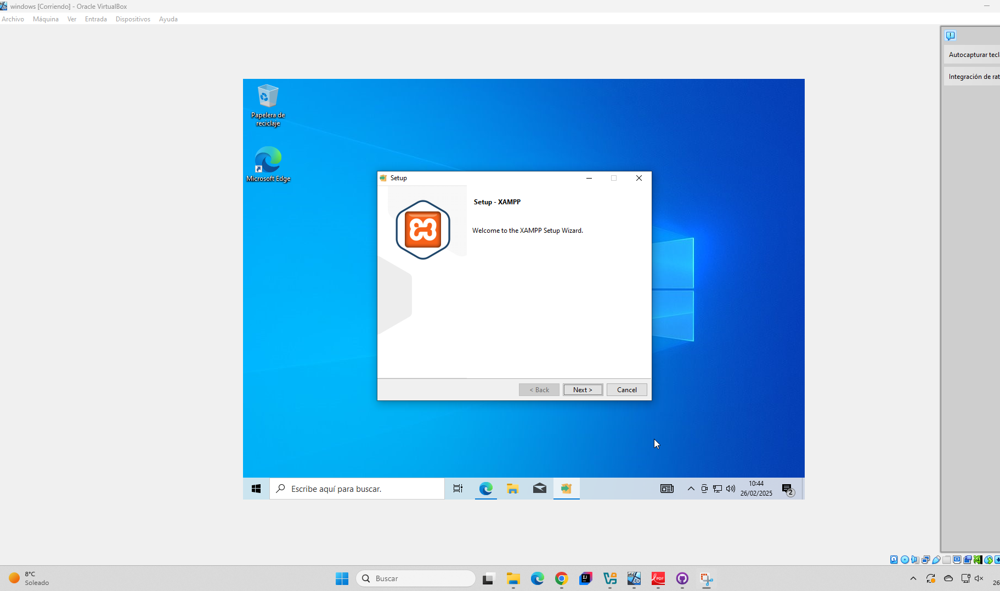 windows [Corriendo] - Oracle VirtualBox
Archivo Máquina Ver Entrada Dispositivos Ayuda
Autocapturar tecl
Integración de rat
Papelera de
reciclaje
Microsoft Edge
Setup
Setup - XAMPP
Welcome to the XAMPP Setup Wizard.
< Back Next > Cancel
Escribe aquí para buscar.
10:44
26/02/2025
2
8°C
Soleado
Buscar
26